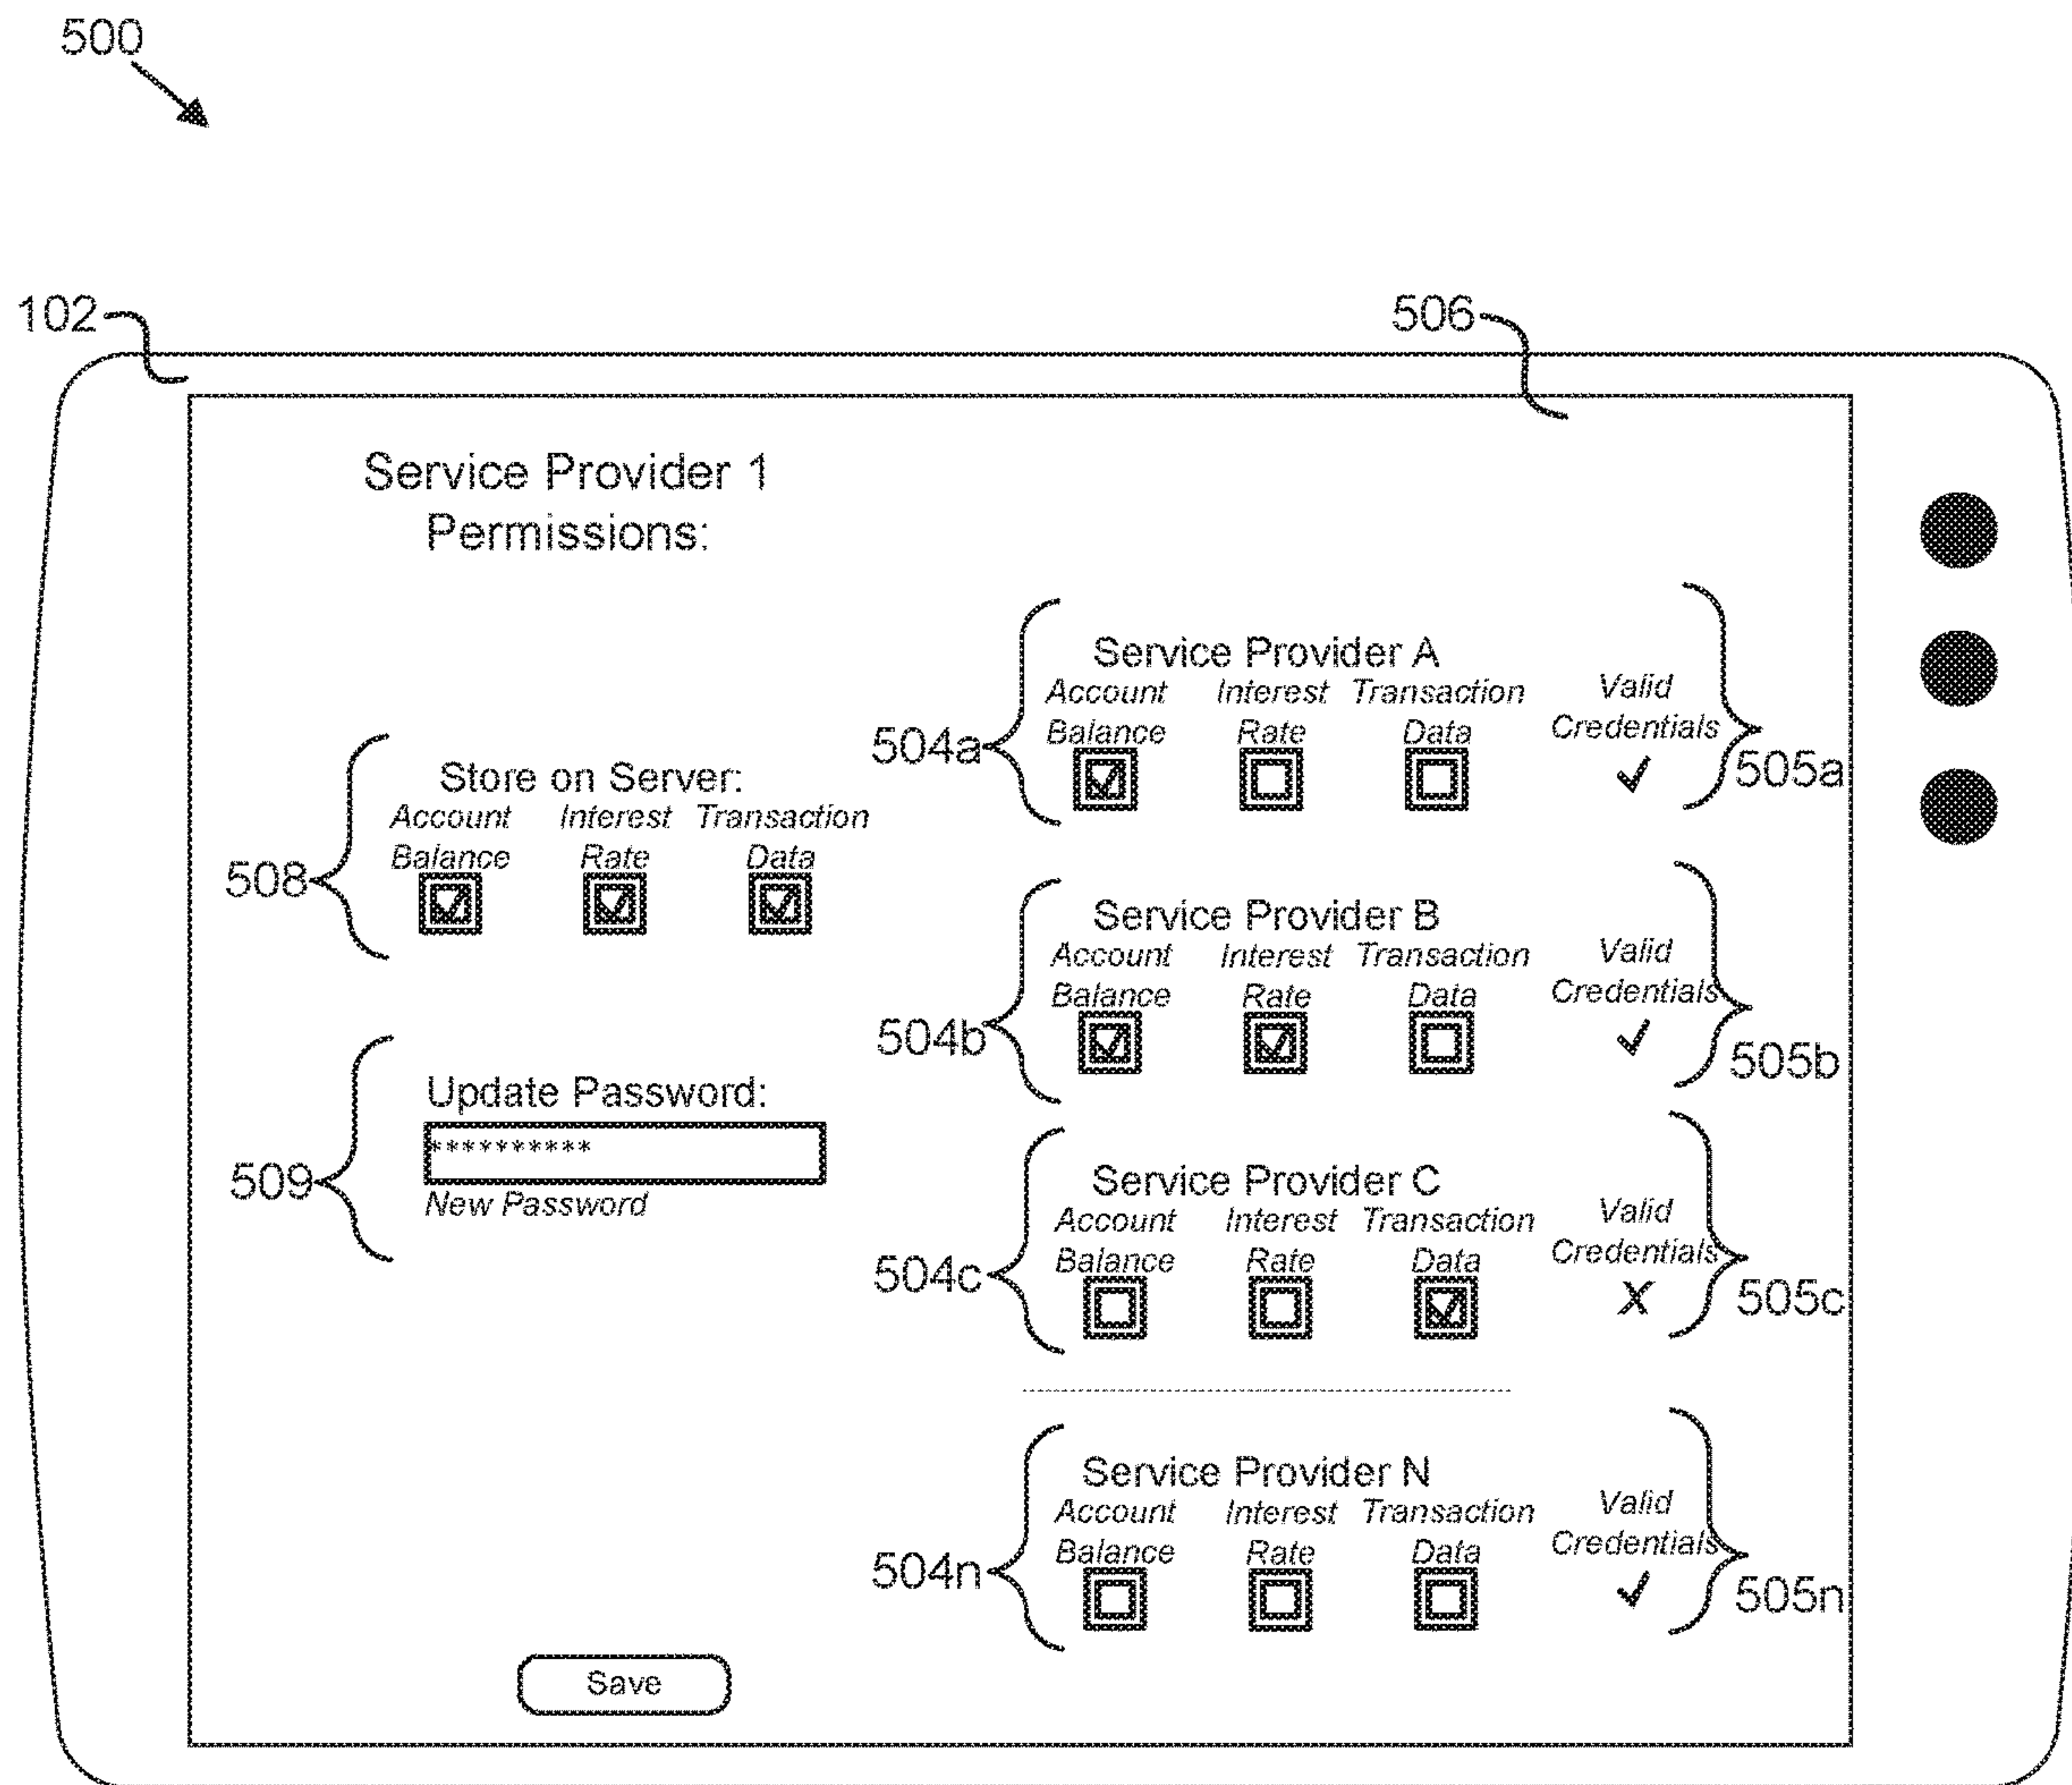 500
102
506
Service Provider 1
Permissions:
504a
Service Provider A
Account Interest Transaction Valid
Balance Rate Data Credentials
505a
508
Store on Server:
Account Interest Transaction
Balance Rate Data
504b
Service Provider B
Account Interest Transaction Valid
Balance Rate Data Credentials
505b
509
Update Password:
**********
New Password
504c
Service Provider C
Account Interest Transaction Valid
Balance Rate Data Credentials
X
505c
504n
Service Provider N
Account Interest Transaction Valid
Balance Rate Data Credentials
505n
Save